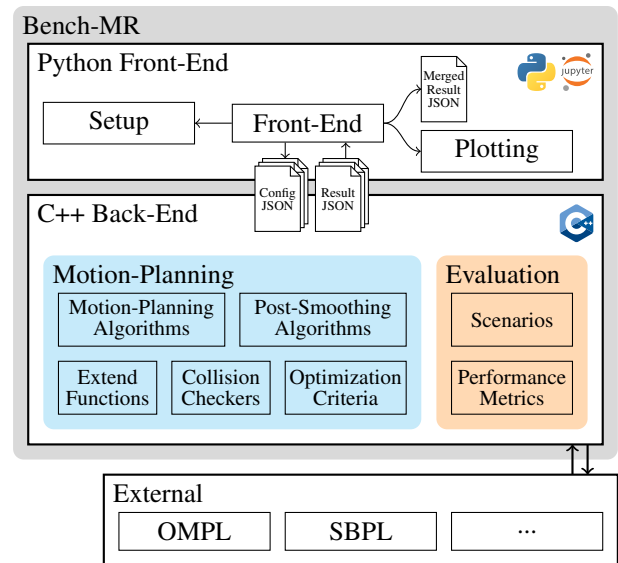 Bench-MR
Python Front-End
Merged
Result
JSON
jupyter
Setup
Front-End
Plotting
Config
JSON
Result
JSON
C++ Back-End
C++
Motion-Planning
Motion-Planning
Algorithms
Post-Smoothing
Algorithms
Extend
Functions
Collision
Checkers
Optimization
Criteria
Evaluation
Scenarios
Performance
Metrics
External
OMPL
SBPL
...